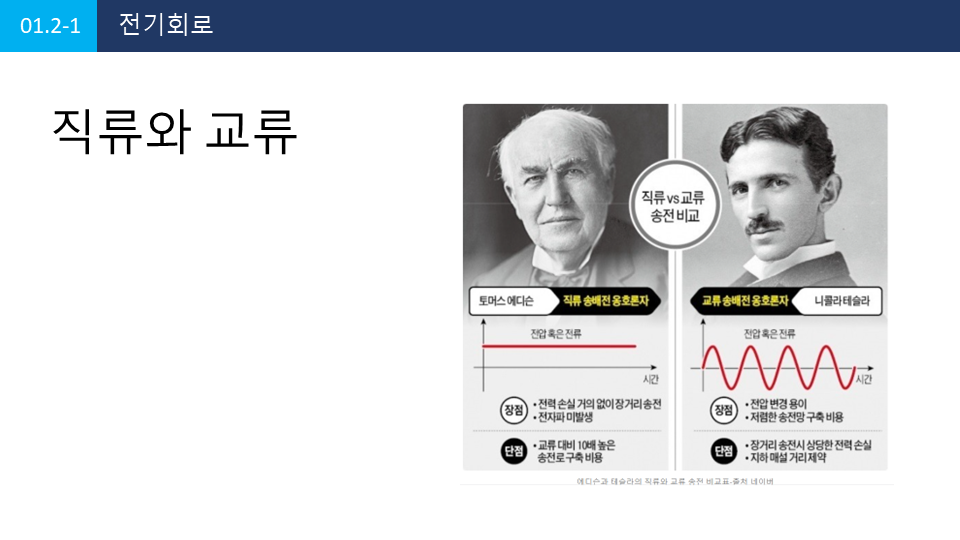 01.2-1 전기회로
직류와 교류
직류 vs 교류
송전 비교
토머스 에디슨
직류 송배전 옹호론자
교류 송배전 옹호론자
니콜라 테슬라
전압 혹은 전류
시간
장점
• 전력 손실 거의 없이 장거리 송전
• 전자파 미발생
단점
• 교류 대비 10배 높은
송전로 구축 비용
전압 혹은 전류
시간
장점
• 전압 변경 용이
• 저렴한 송전망 구축 비용
단점
• 장거리 송전시 상당한 전력 손실
• 지하 매설 거리 제약
에디슨과 테슬라의 직류와 교류 송전 비교표-출처 네이버